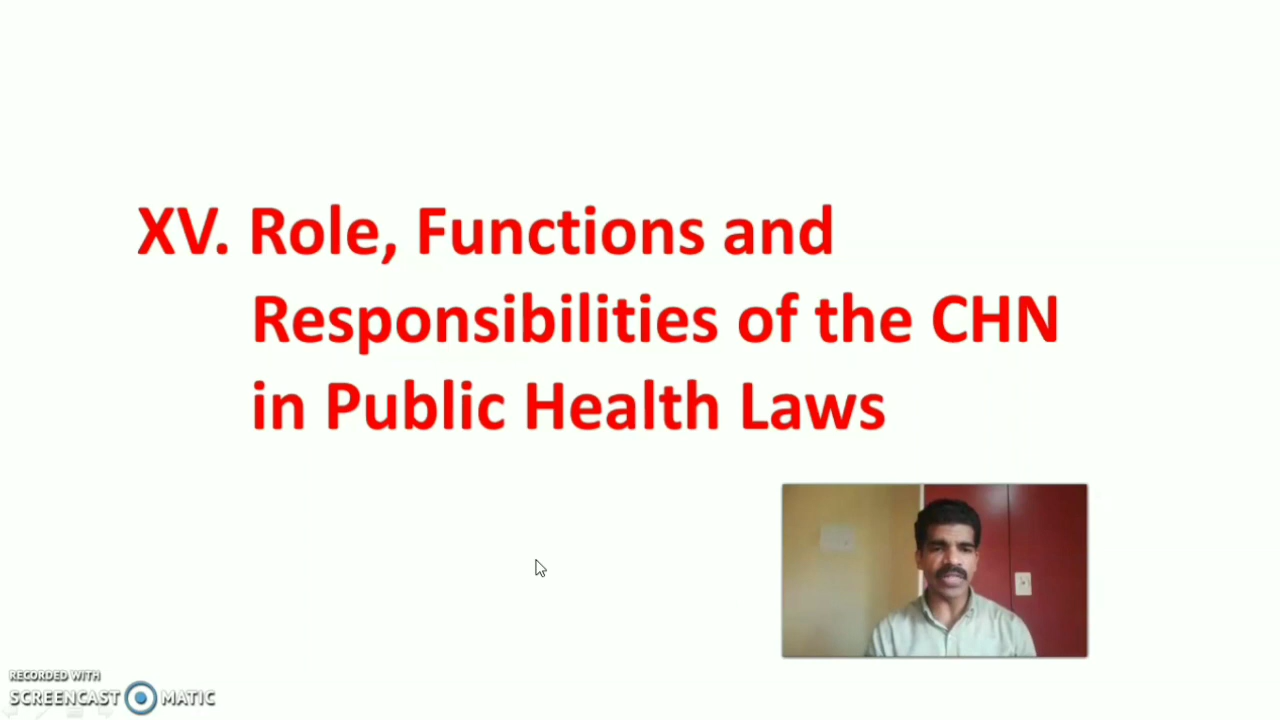 XV. Role, Functions and
Responsibilities of the CHN
in Public Health Laws
RECORDED WITH
SCREENCAST MATIC